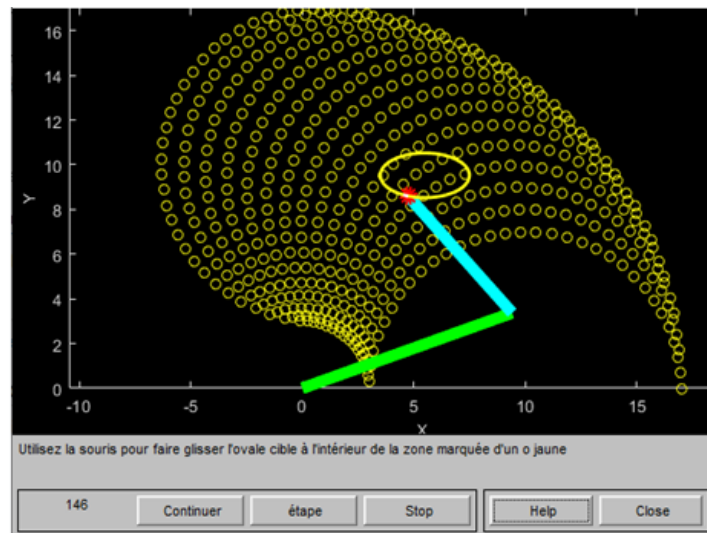 16
14
12
10
8
6
4
2
0
Y
-10 -5 0 5 10 15
X
Utilisez la souris pour faire glisser l'ovale cible à l'intérieur de la zone marquée d'un o jaune
146 Continuer étape Stop Help Close